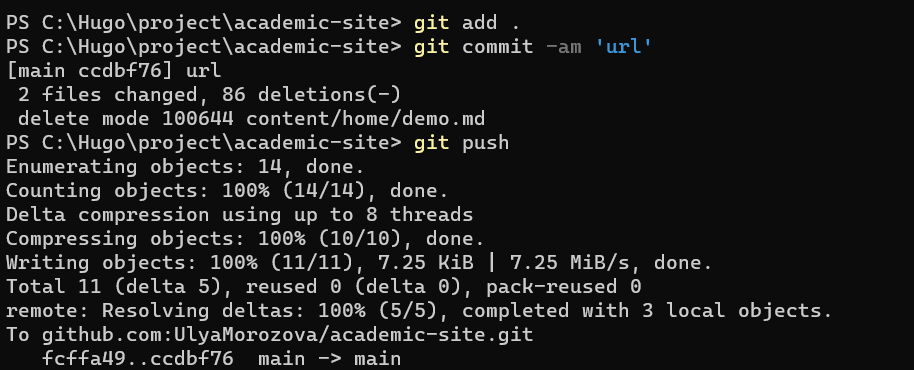 PS C:\Hugo\project\academic-site> git add .
PS C:\Hugo\project\academic-site> git commit -am 'url'
[main ccdbf76] url
 2 files changed, 86 deletions(-)
 delete mode 100644 content/home/demo.md
PS C:\Hugo\project\academic-site> git push
Enumerating objects: 14, done.
Counting objects: 100% (14/14), done.
Delta compression using up to 8 threads
Compressing objects: 100% (10/10), done.
Writing objects: 100% (11/11), 7.25 KiB | 7.25 MiB/s, done.
Total 11 (delta 5), reused 0 (delta 0), pack-reused 0
remote: Resolving deltas: 100% (5/5), completed with 3 local objects.
To github.com:UlyaMorozova/academic-site.git
   fcffa49..ccdbf76  main -> main